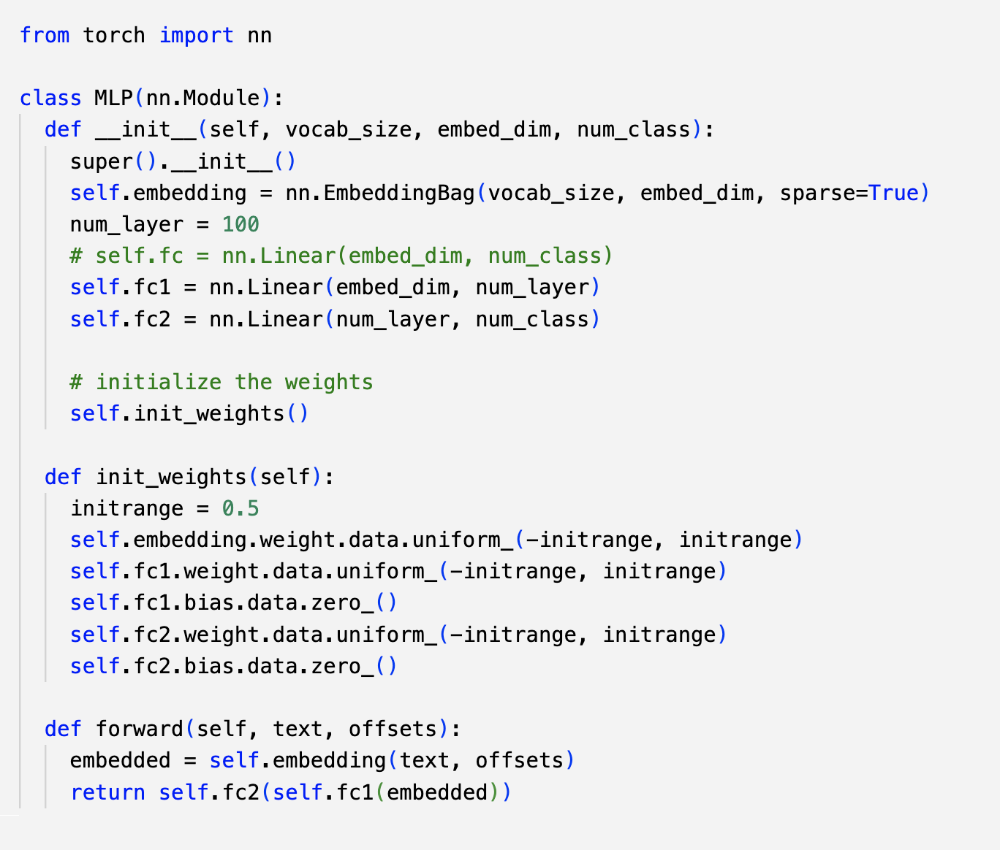 from torch import nn
class MLP(nn.Module):
  def __init__(self, vocab_size, embed_dim, num_class):
    super().__init__()
    self.embedding = nn.EmbeddingBag(vocab_size, embed_dim, sparse=True)
    num_layer = 100
    # self.fc = nn.Linear(embed_dim, num_class)
    self.fc1 = nn.Linear(embed_dim, num_layer)
    self.fc2 = nn.Linear(num_layer, num_class)
    # initialize the weights
    self.init_weights()
  def init_weights(self):
    initrange = 0.5
    self.embedding.weight.data.uniform_(-initrange, initrange)
    self.fc1.weight.data.uniform_(-initrange, initrange)
    self.fc1.bias.data.zero_()
    self.fc2.weight.data.uniform_(-initrange, initrange)
    self.fc2.bias.data.zero_()
  def forward(self, text, offsets):
    embedded = self.embedding(text, offsets)
    return self.fc2(self.fc1(embedded))